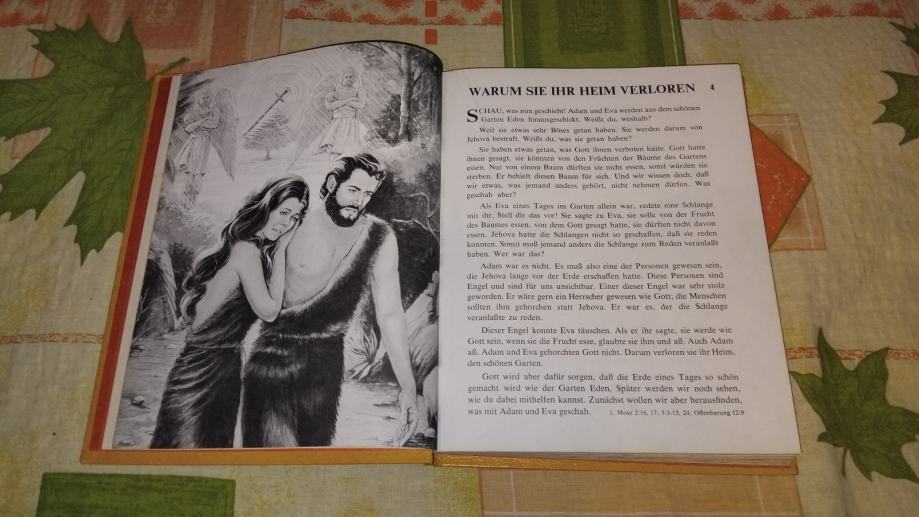 WARUM SIE IHR HEIM VERLOREN 4
SCHAU, was nun geschieht! Adam und Eva werden aus dem schönen
Garten Eden hinausgeschickt. Weißt du, weshalb?
Weil sie etwas sehr Böses getan haben. Sie werden darum von
Jehova bestraft. Weißt du, was sie getan haben?
Sie haben etwas getan, was Gott ihnen verboten hatte. Gott hatte
ihnen gesagt, sie könnten von den Früchten der Bäume des Gartens
essen. Nur von einem Baum dürften sie nicht essen, sonst würden sie
sterben. Er behielt diesen Baum für sich. Und wir wissen doch, daß
wir etwas, was jemand anders gehört, nicht nehmen dürfen. Was
geschah aber?
Als Eva eines Tages im Garten allein war, redete eine Schlange
mit ihr. Stell dir das vor! Sie sagte zu Eva, sie solle von der Frucht
des Baumes essen, von dem Gott gesagt hatte, sie dürften nicht davon
essen. Jehova hatte die Schlangen nicht so geschaffen, daß sie reden
konnten. Somit muß jemand anders die Schlange zum Reden veranlaßt
haben. Wer war das?
Adam war es nicht. Es muß also eine der Personen gewesen sein,
die Jehova lange vor der Erde erschaffen hatte. Diese Personen sind
Engel und sind für uns unsichtbar. Einer dieser Engel war sehr stolz
geworden. Er wäre gern ein Herrscher gewesen wie Gott; die Menschen
sollten ihm gehorchen statt Jehova. Er war es, der die Schlange
veranlaßte zu reden.
Dieser Engel konnte Eva täuschen. Als er ihr sagte, sie werde wie
Gott sein, wenn sie die Frucht esse, glaubte sie ihm und aß. Auch Adam
aß. Adam und Eva gehorchten Gott nicht. Darum verloren sie ihr Heim,
den schönen Garten.
Gott wird aber dafür sorgen, daß die Erde eines Tages so schön
gemacht wird wie der Garten Eden. Später werden wir noch sehen,
wie du dabei mithelfen kannst. Zunächst wollen wir aber herausfinden,
was mit Adam und Eva geschah. 1. Mose 2:16, 17; 3:1-13, 24; Offenbarung 12:9